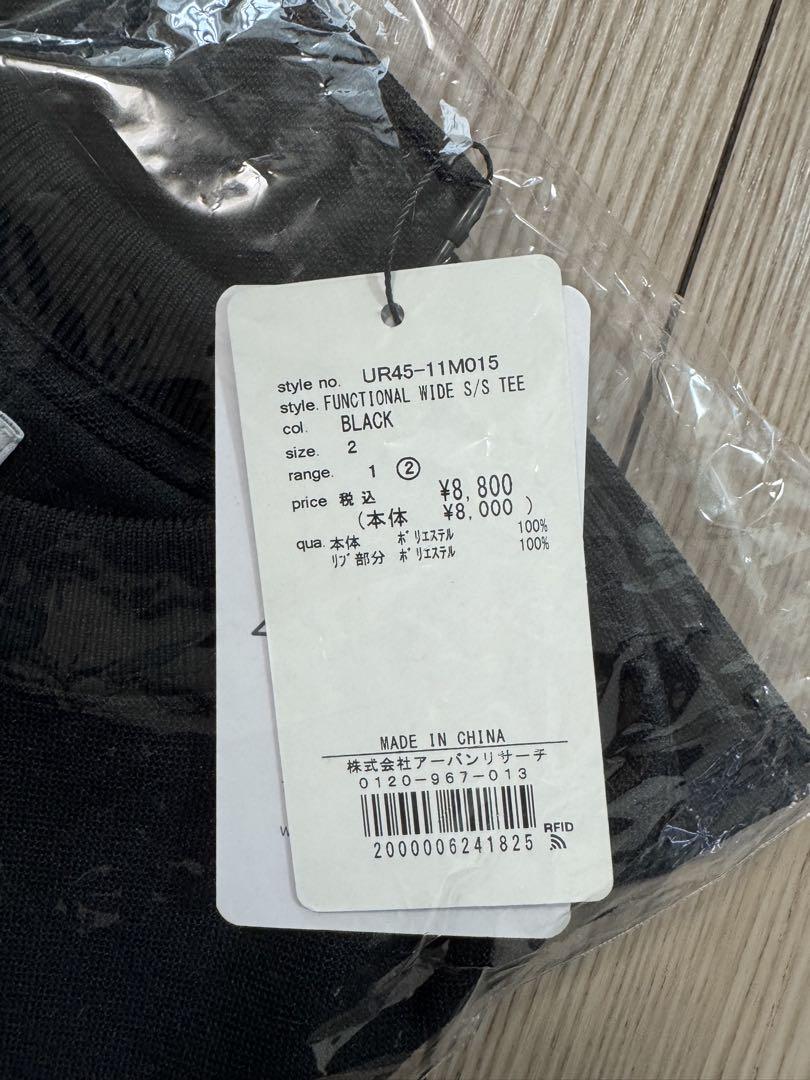 style no. UR45-11M015
style. FUNCTIONAL WIDE S/S TEE
col. BLACK
size. 2
range. 1 ②
price 税込 ¥8,800
(本体 ¥8,000 )
qua. 本体 ﾎﾟﾘｴｽﾃﾙ 100%
ﾘﾌﾞ部分 ﾎﾟﾘｴｽﾃﾙ 100%
MADE IN CHINA
株式会社アーバンリサーチ
0120-967-013
2000006241825 RFID
W